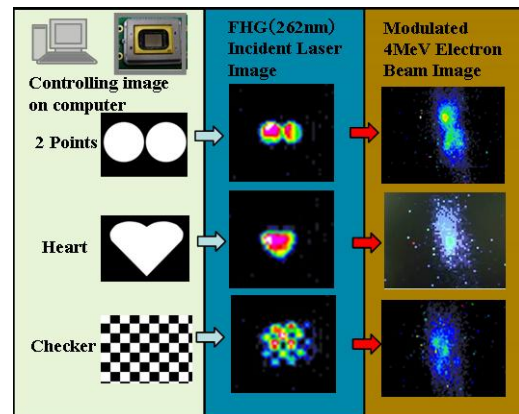 Controlling image
on computer
2 Points
Heart
Checker
FHG(262nm)
Incident Laser
Image
Modulated
4MeV Electron
Beam Image